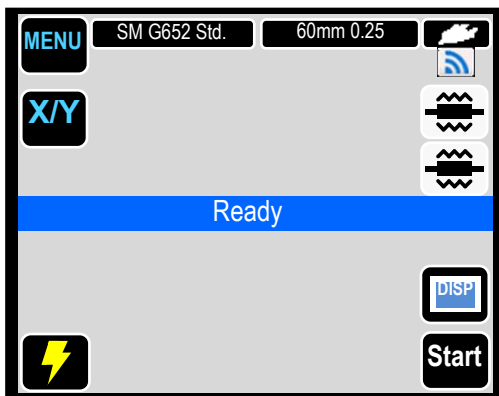 MENU
SM G652 Std.
60mm 0.25
X/Y
Ready
DISP
Start